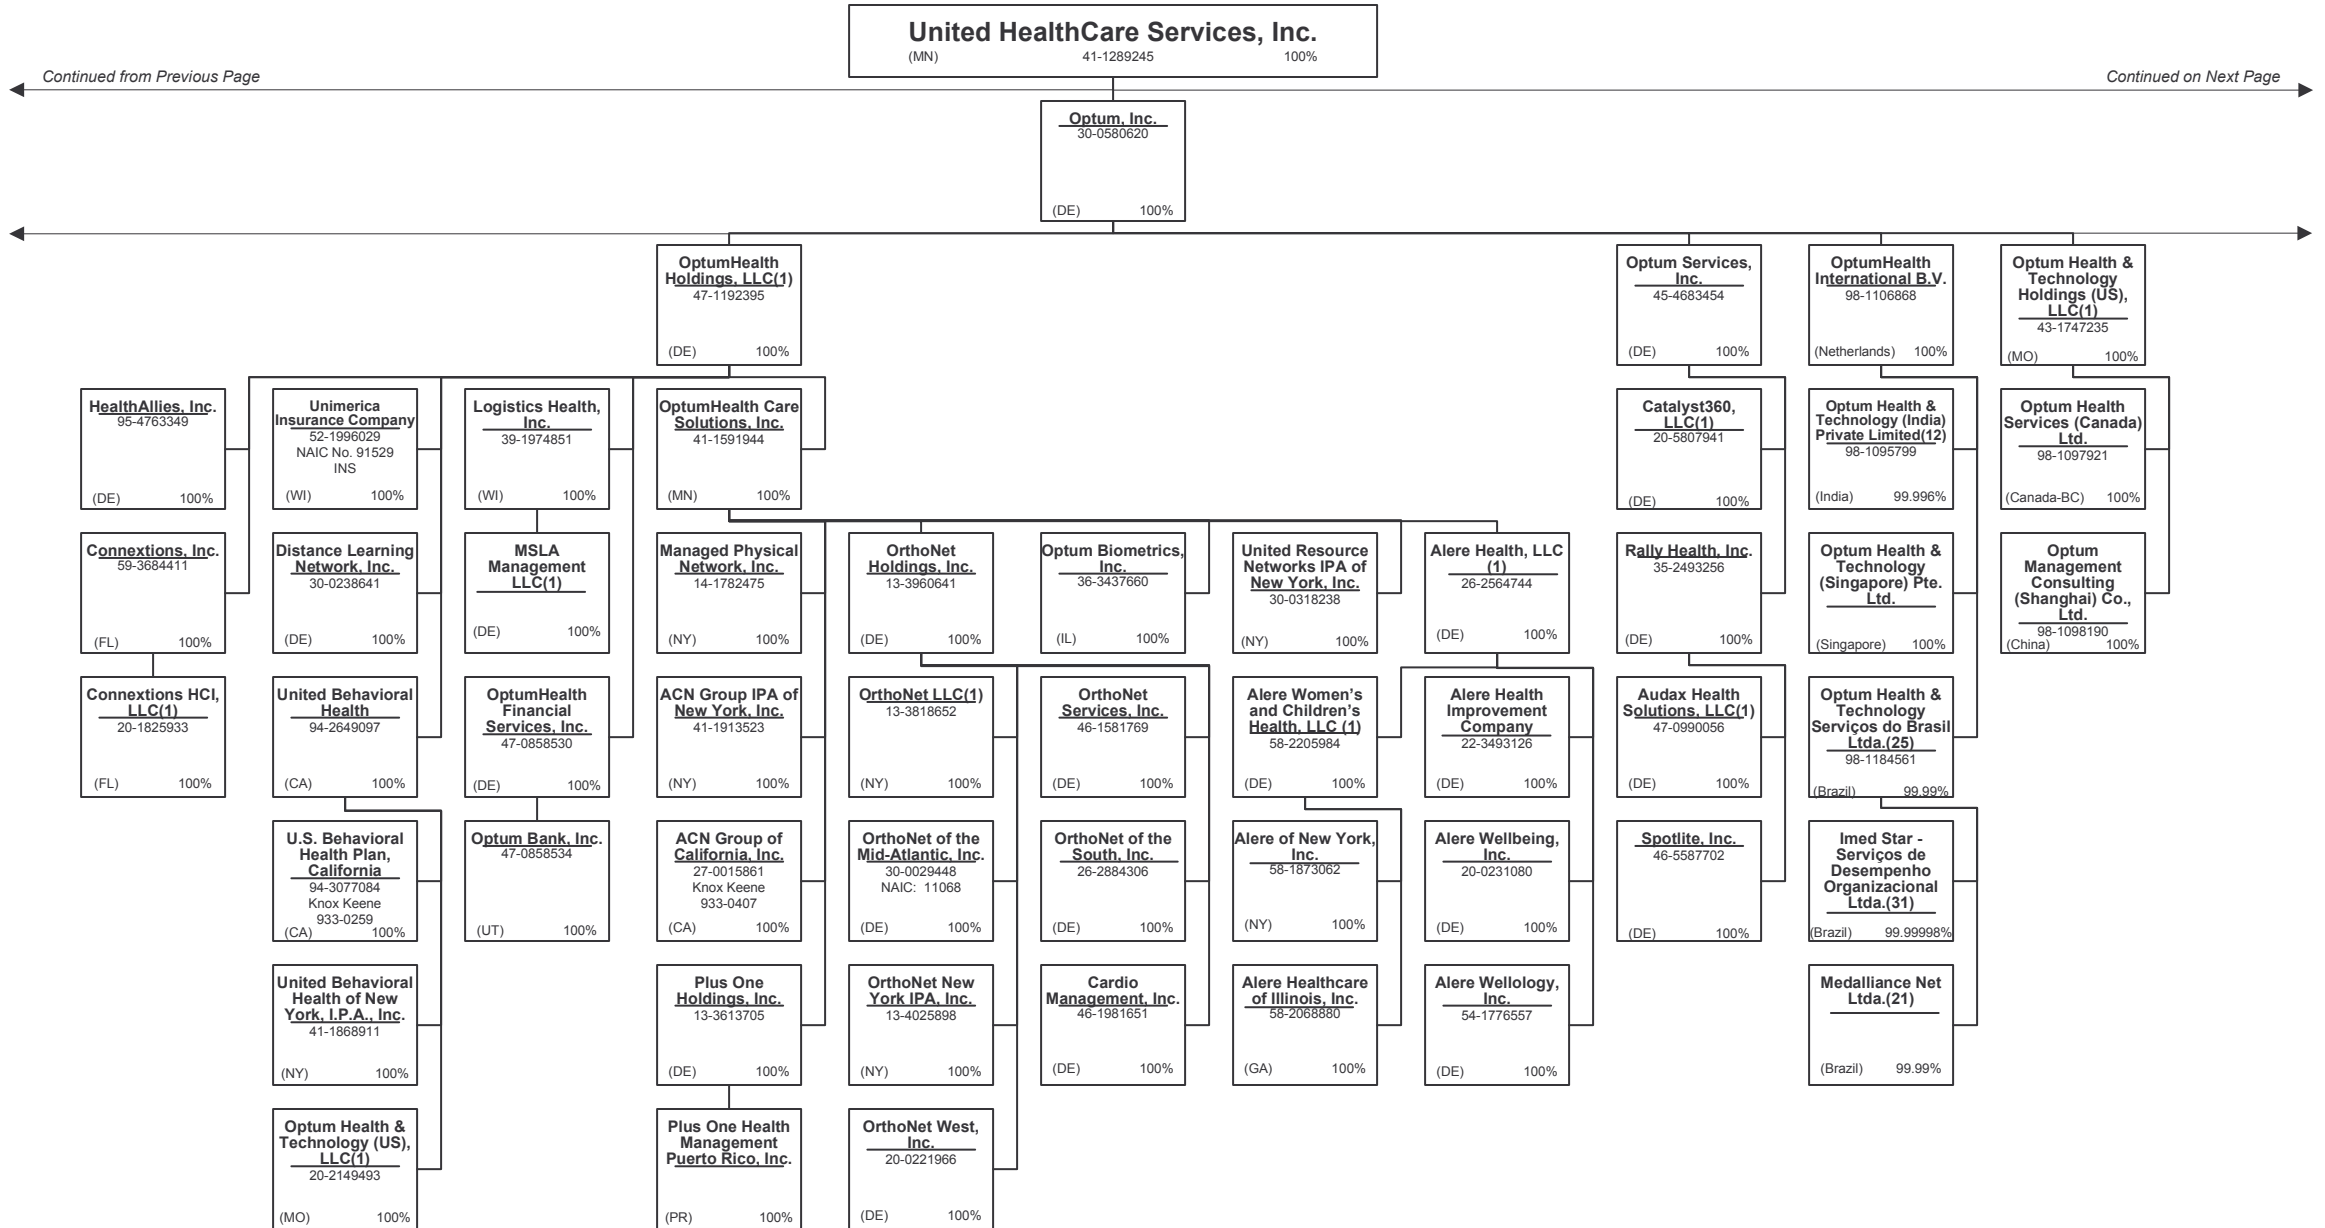 United HealthCare Services, Inc.
(MN) 41-1289245 100%
Continued from Previous Page
Continued on Next Page
Optum, Inc.
30-0580620
(DE) 100%
OptumHealth
Holdings, LLC(1)
47-1192395
(DE) 100%
Optum Services,
Inc.
45-4683454
(DE) 100%
OptumHealth
International B.V.
98-1106868
(Netherlands) 100%
Optum Health &
Technology
Holdings (US),
LLC(1)
43-1747235
(MO) 100%
HealthAllies, Inc.
95-4763349
(DE) 100%
Unimerica
Insurance Company
52-1996029
NAIC No. 91529
INS
(WI) 100%
Logistics Health,
Inc.
39-1974851
(WI) 100%
OptumHealth Care
Solutions, Inc.
41-1591944
(MN) 100%
Catalyst360,
LLC(1)
20-5807941
(DE) 100%
Optum Health &
Technology (India)
Private Limited(12)
98-1095799
(India) 99.996%
Optum Health
Services (Canada)
Ltd.
98-1097921
(Canada-BC) 100%
Connextions, Inc.
59-3684411
(FL) 100%
Distance Learning
Network, Inc.
30-0238641
(DE) 100%
MSLA
Management
LLC(1)
(DE) 100%
Managed Physical
Network, Inc.
14-1782475
(NY) 100%
OrthoNet
Holdings, Inc.
13-3960641
(DE) 100%
Optum Biometrics,
Inc.
36-3437660
(IL) 100%
United Resource
Networks IPA of
New York, Inc.
30-0318238
(NY) 100%
Alere Health, LLC
(1)
26-2564744
(DE) 100%
Rally Health, Inc.
35-2493256
(DE) 100%
Optum Health &
Technology
(Singapore) Pte.
Ltd.
(Singapore) 100%
Optum
Management
Consulting
(Shanghai) Co.,
Ltd.
98-1098190
(China) 100%
Connextions HCI,
LLC(1)
20-1825933
(FL) 100%
United Behavioral
Health
94-2649097
(CA) 100%
OptumHealth
Financial
Services, Inc.
47-0858530
(DE) 100%
ACN Group IPA of
New York, Inc.
41-1913523
(NY) 100%
OrthoNet LLC(1)
13-3818652
(NY) 100%
OrthoNet
Services, Inc.
46-1581769
(DE) 100%
Alere Women's
and Children's
Health, LLC (1)
58-2205984
(DE) 100%
Alere Health
Improvement
Company
22-3493126
(DE) 100%
Audax Health
Solutions, LLC(1)
47-0990056
(DE) 100%
Optum Health &
Technology
Serviços do Brasil
Ltda.(25)
98-1184561
(Brazil) 99.99%
U.S. Behavioral
Health Plan,
California
94-3077084
Knox Keene
933-0259
(CA) 100%
Optum Bank, Inc.
47-0858534
(UT) 100%
ACN Group of
California, Inc.
27-0015861
Knox Keene
933-0407
(CA) 100%
OrthoNet of the
Mid-Atlantic, Inc.
30-0029448
NAIC: 11068
(DE) 100%
OrthoNet of the
South, Inc.
26-2884306
(DE) 100%
Alere of New York,
Inc.
58-1873062
(NY) 100%
Alere Wellbeing,
Inc.
20-0231080
(DE) 100%
Spotlite, Inc.
46-5587702
(DE) 100%
Imed Star -
Serviços de
Desempenho
Organizacional
Ltda.(31)
(Brazil) 99.99998%
United Behavioral
Health of New
York, I.P.A., Inc.
41-1868911
(NY) 100%
Plus One
Holdings, Inc.
13-3613705
(DE) 100%
OrthoNet New
York IPA, Inc.
13-4025898
(NY) 100%
Cardio
Management, Inc.
46-1981651
(DE) 100%
Alere Healthcare
of Illinois, Inc.
58-2068880
(GA) 100%
Alere Wellology,
Inc.
54-1776557
(DE) 100%
Medalliance Net
Ltda.(21)
(Brazil) 99.99%
Optum Health &
Technology (US),
LLC(1)
20-2149493
(MO) 100%
Plus One Health
Management
Puerto Rico, Inc.
(PR) 100%
OrthoNet West,
Inc.
20-0221966
(DE) 100%